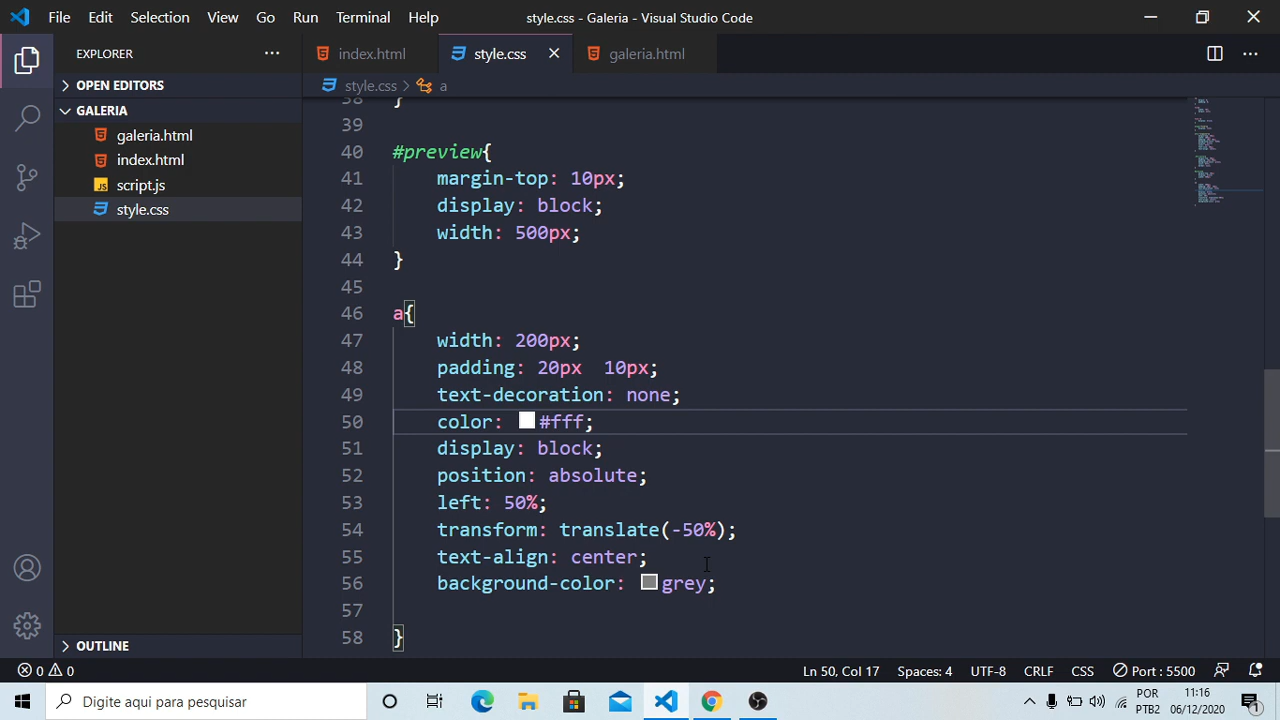 File Edit Selection View Go Run Terminal Help style.css - Galeria - Visual Studio Code
EXPLORER
index.html style.css galeria.html
OPEN EDITORS
style.css > a
GALERIA
galeria.html
index.html
script.js
style.css
38 }
39
40 #preview{
41 margin-top: 10px;
42 display: block;
43 width: 500px;
44 }
45
46 a{
47 width: 200px;
48 padding: 20px  10px;
49 text-decoration: none;
50 color: #fff;
51 display: block;
52 position: absolute;
53 left: 50%;
54 transform: translate(-50%);
55 text-align: center;
56 background-color: grey;
57
58 }
OUTLINE
0 0 Ln 50, Col 17 Spaces: 4 UTF-8 CRLF CSS Port : 5500
Digite aqui para pesquisar
POR 11:16
PTB2 06/12/2020 1